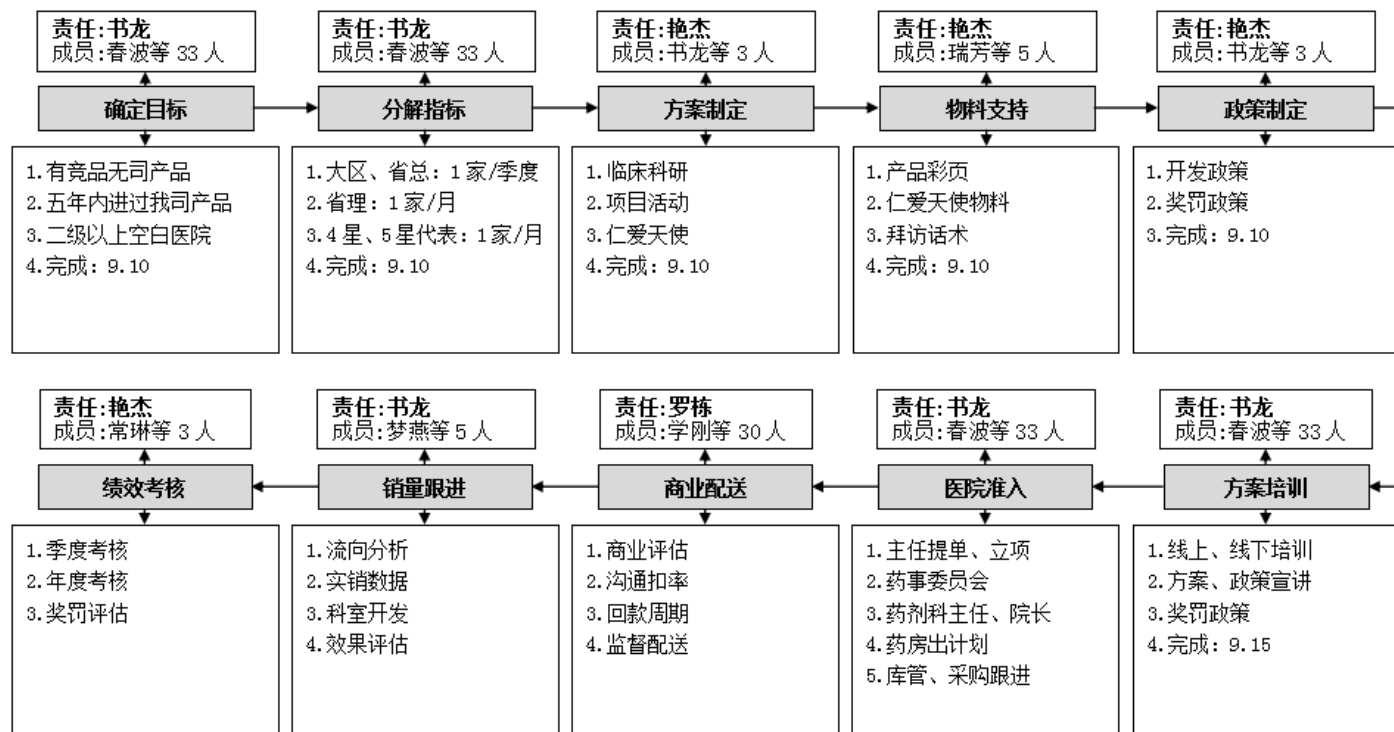 责任:书龙
成员:春波等 33 人
确定目标
1.有竞品无司产品
2.五年内进过我司产品
3.二级以上空白医院
4.完成：9.10
责任:书龙
成员:春波等 33 人
分解指标
1.大区、省总：1 家/季度
2.省理：1 家/月
3.4 星、5 星代表：1 家/月
4.完成：9.10
责任:艳杰
成员:书龙等 3 人
方案制定
1.临床科研
2.项目活动
3.仁爱天使
4.完成：9.10
责任:艳杰
成员:瑞芳等 5 人
物料支持
1.产品彩页
2.仁爱天使物料
3.拜访话术
4.完成：9.10
责任:艳杰
成员:书龙等 3 人
政策制定
1.开发政策
2.奖罚政策
3.完成：9.10
责任:书龙
成员:春波等 33 人
方案培训
1.线上、线下培训
2.方案、政策宣讲
3.奖罚政策
4.完成：9.15
责任:书龙
成员:春波等 33 人
医院准入
1.主任提单、立项
2.药事委员会
3.药剂科主任、院长
4.药房出计划
5.库管、采购跟进
责任:罗栋
成员:学刚等 30 人
商业配送
1.商业评估
2.沟通扣率
3.回款周期
4.监督配送
责任:书龙
成员:梦燕等 5 人
销量跟进
1.流向分析
2.实销数据
3.科室开发
4.效果评估
责任:艳杰
成员:常琳等 3 人
绩效考核
1.季度考核
2.年度考核
3.奖罚评估